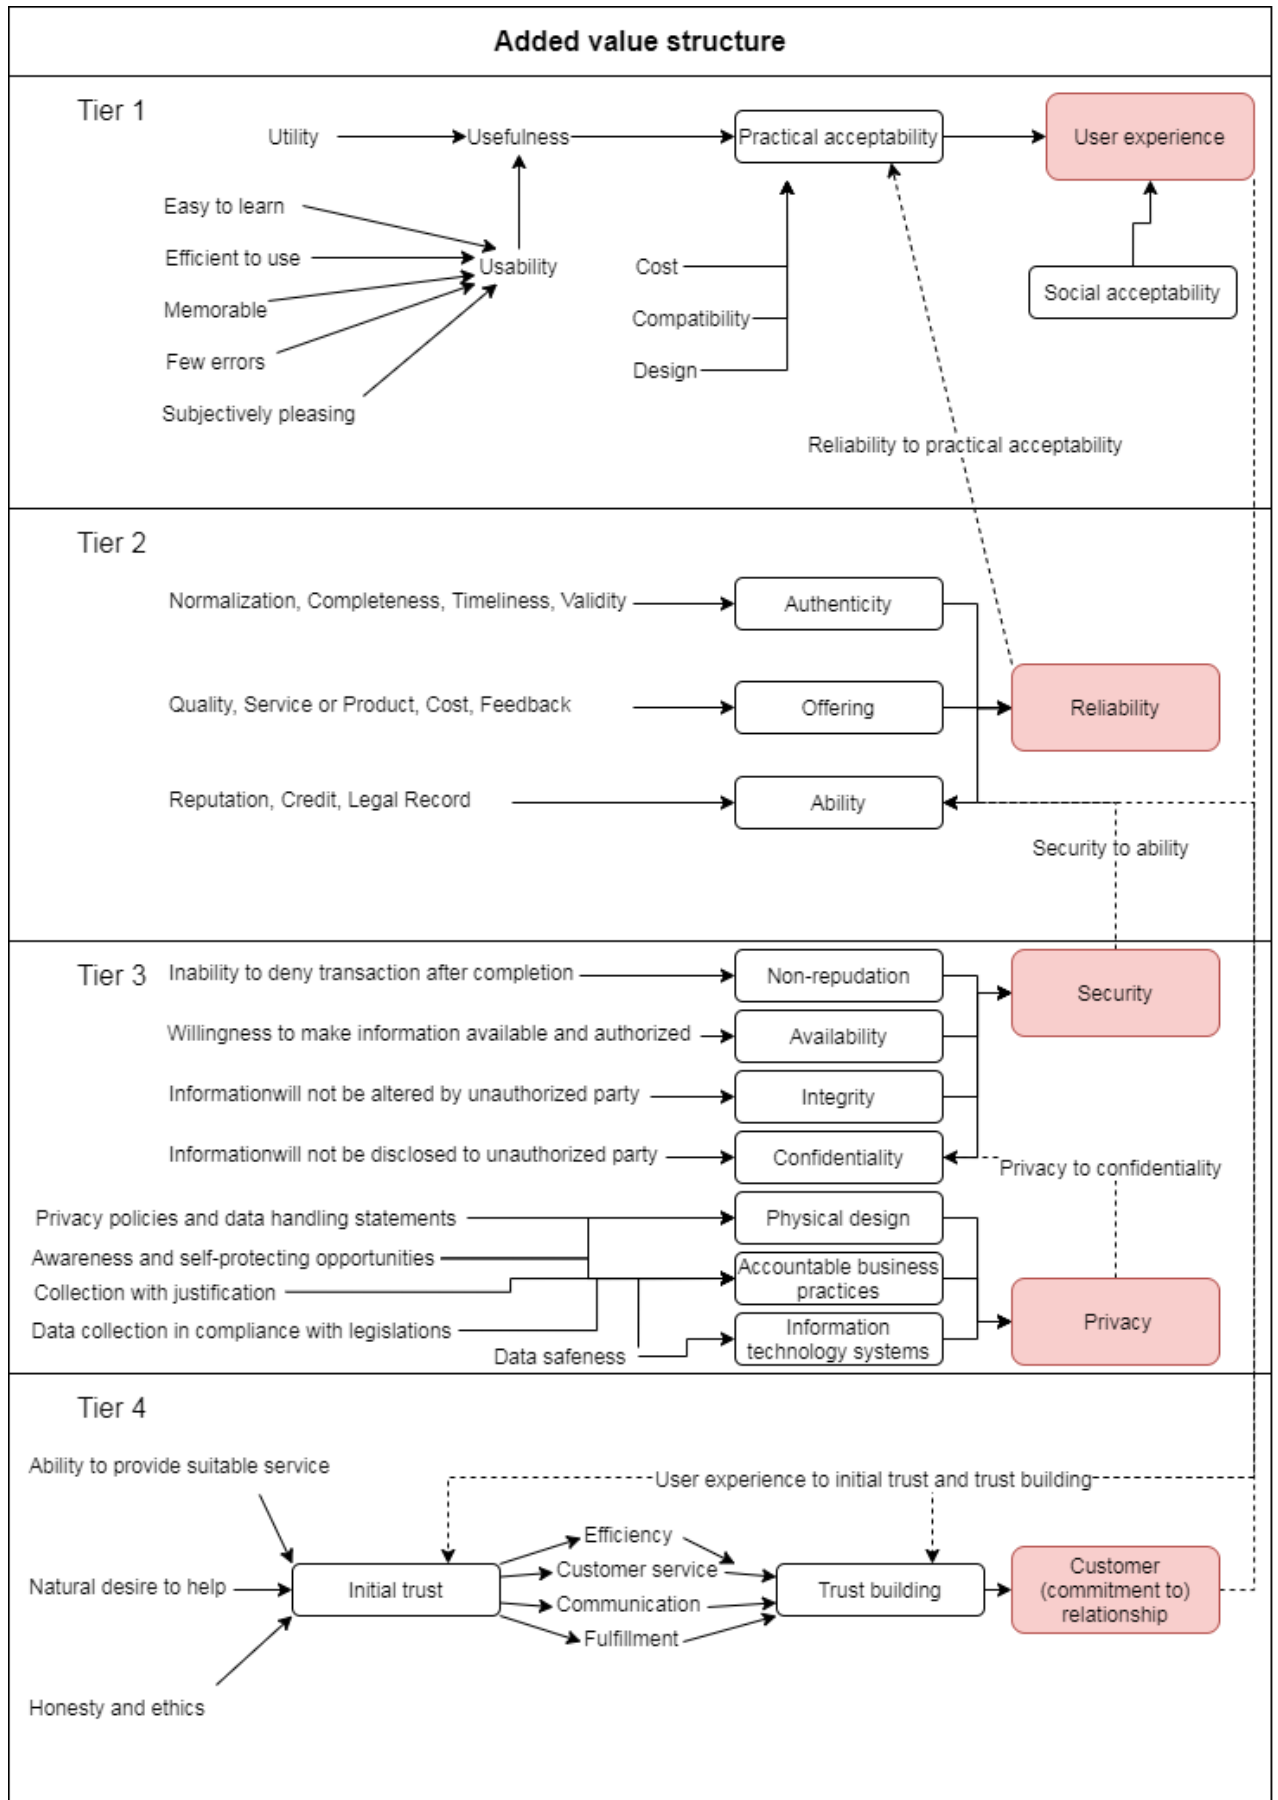 Added value structure
Tier 1
Utility
Usefulness
Practical acceptability
User experience
Easy to learn
Efficient to use
Usability
Cost
Social acceptability
Memorable
Compatibility
Few errors
Design
Subjectively pleasing
Reliability to practical acceptability
Tier 2
Normalization, Completeness, Timeliness, Validity
Authenticity
Quality, Service or Product, Cost, Feedback
Offering
Reliability
Reputation, Credit, Legal Record
Ability
Security to ability
Tier 3
Inability to deny transaction after completion
Non-repudation
Security
Willingness to make information available and authorized
Availability
Informationwill not be altered by unauthorized party
Integrity
Informationwill not be disclosed to unauthorized party
Confidentiality
Privacy to confidentiality
Privacy policies and data handling statements
Physical design
Awareness and self-protecting opportunities
Accountable business
practices
Collection with justification
Data collection in compliance with legislations
Information
technology systems
Privacy
Data safeness
Tier 4
Ability to provide suitable service
User experience to initial trust and trust building
Efficiency
Customer service
Natural desire to help
Initial trust
Communication
Trust building
Customer
(commitment to)
relationship
Fulfillment
Honesty and ethics